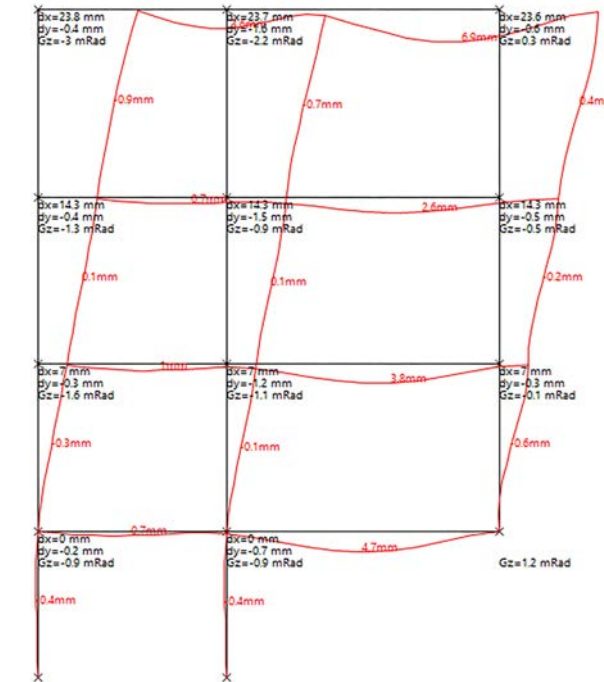 dx=23.8 mm
dy=-0.4 mm
Gz=-3 mRad
dx=23.7 mm
dy=-1.6 mm
Gz=-2.2 mRad
dx=23.6 mm
dy=-0.6 mm
Gz=0.3 mRad
6.9mm
-0.9mm
-0.7mm
0.4m
dx=14.3 mm
dy=-0.4 mm
Gz=-1.3 mRad
0.7mm
dx=14.3 mm
dy=-1.5 mm
Gz=-0.9 mRad
2.6mm
dx=14.3 mm
dy=-0.5 mm
Gz=-0.5 mRad
0.1mm
0.1mm
-0.2mm
dx=7 mm
dy=-0.3 mm
Gz=-1.6 mRad
1mm
dx=7 mm
dy=-1.2 mm
Gz=-1.1 mRad
3.8mm
dx=7 mm
dy=-0.3 mm
Gz=-0.1 mRad
-0.3mm
-0.1mm
-0.6mm
0.7mm
dx=0 mm
dy=-0.2 mm
Gz=-0.9 mRad
dx=0 mm
dy=-0.7 mm
Gz=-0.9 mRad
4.7mm
Gz=1.2 mRad
0.4mm
0.4mm